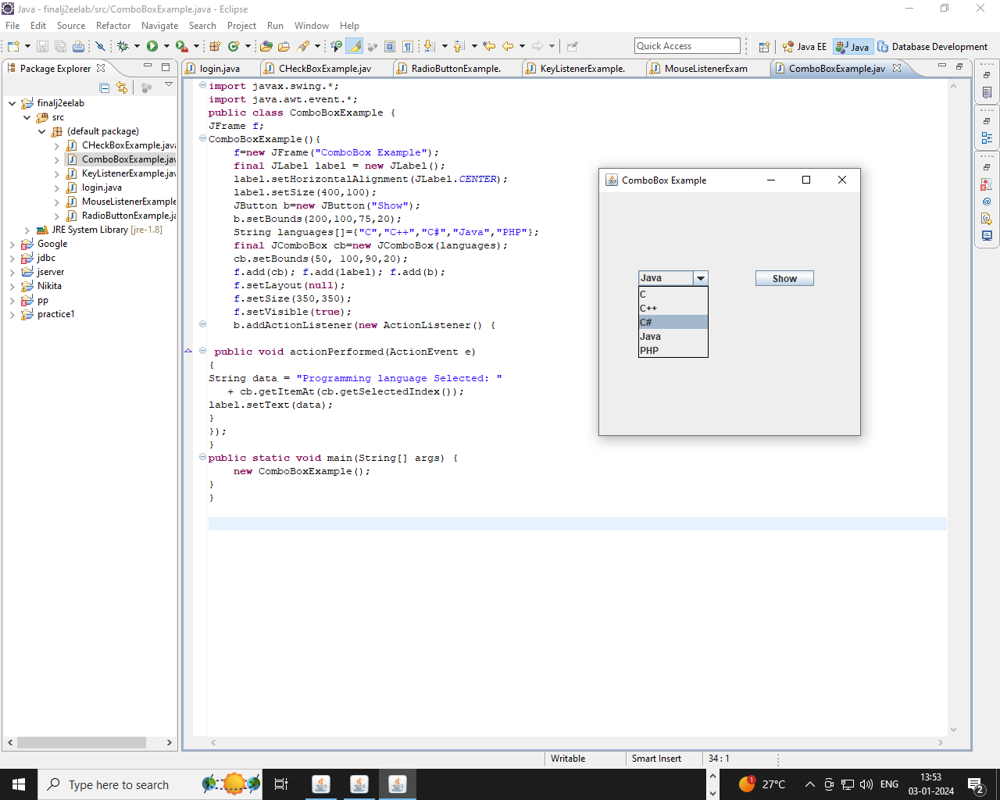 Java - finalj2eelab/src/ComboBoxExample.java - Eclipse
File Edit Source Refactor Navigate Search Project Run Window Help
Quick Access
Java EE
Java
Database Development
Package Explorer
login.java
CHeckBoxExample.jav
RadioButtonExample.
KeyListenerExample.
MouseListenerExam
ComboBoxExample.jav
finalj2eelab
src
(default package)
CHeckBoxExample.java
ComboBoxExample.jav
KeyListenerExample.jav
login.java
MouseListenerExample
RadioButtonExample.ja
JRE System Library [jre-1.8]
Google
jdbc
jserver
Nikita
pp
practice1
import javax.swing.*;
import java.awt.event.*;
public class ComboBoxExample {
JFrame f;
ComboBoxExample(){
f=new JFrame("ComboBox Example");
final JLabel label = new JLabel();
label.setHorizontalAlignment(JLabel.CENTER);
label.setSize(400,100);
JButton b=new JButton("Show");
b.setBounds(200,100,75,20);
String languages[]={"C","C++","C#","Java","PHP"};
final JComboBox cb=new JComboBox(languages);
cb.setBounds(50, 100,90,20);
f.add(cb); f.add(label); f.add(b);
f.setLayout(null);
f.setSize(350,350);
f.setVisible(true);
b.addActionListener(new ActionListener() {
public void actionPerformed(ActionEvent e)
{
String data = "Programming language Selected: "
+ cb.getItemAt(cb.getSelectedIndex());
label.setText(data);
}
});
}
public static void main(String[] args) {
new ComboBoxExample();
}
}
ComboBox Example
Java
Show
C
C++
C#
Java
PHP
Writable
Smart Insert
34 : 1
Type here to search
1
27°C
ENG
13:53
03-01-2024
2